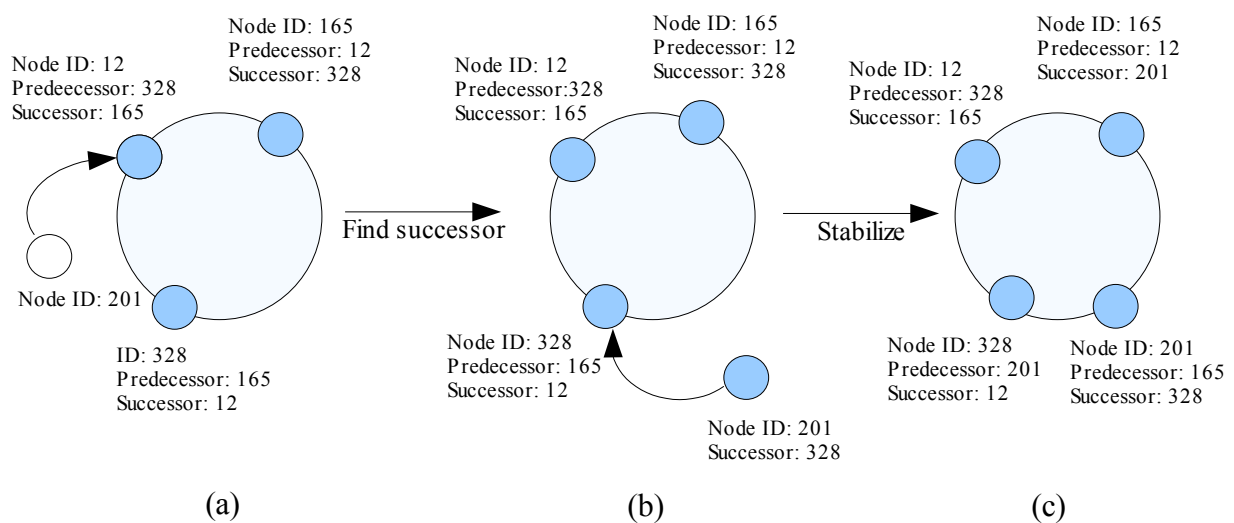 Node ID: 12
Predeecessor: 328
Successor: 165
Node ID: 165
Predecessor: 12
Successor: 328
Node ID: 201
ID: 328
Predecessor: 165
Successor: 12
(a)
Find successor
Node ID: 12
Predecessor:328
Successor: 165
Node ID: 165
Predecessor: 12
Successor: 328
Node ID: 328
Predecessor: 165
Successor: 12
Node ID: 201
Successor: 328
(b)
Stabilize
Node ID: 12
Predecessor: 328
Successor: 165
Node ID: 165
Predecessor: 12
Successor: 201
Node ID: 328
Predecessor: 201
Successor: 12
Node ID: 201
Predecessor: 165
Successor: 328
(c)